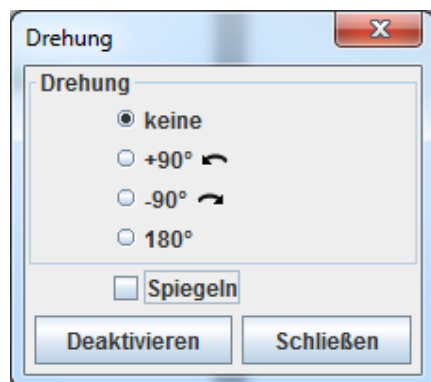 Drehung
Drehung
keine
+90°
-90°
180°
Spiegeln
Deaktivieren Schließen